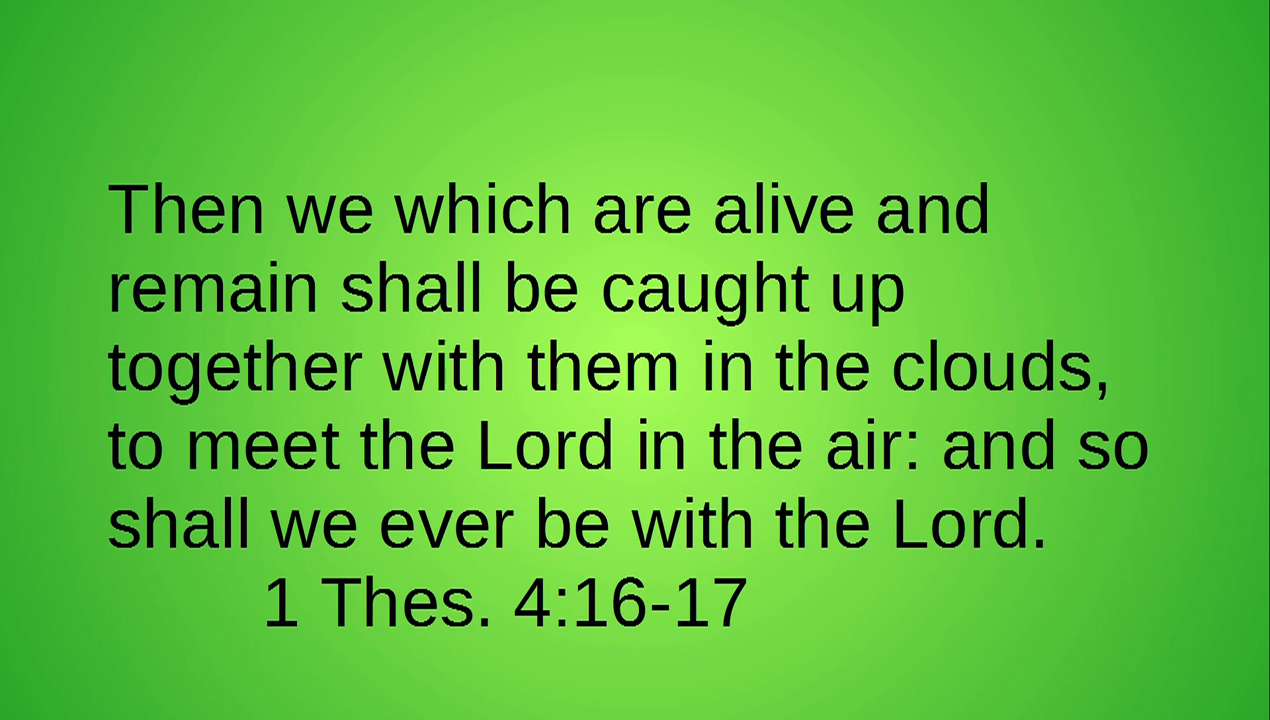 Then we which are alive and
remain shall be caught up
together with them in the clouds,
to meet the Lord in the air: and so
shall we ever be with the Lord.
1 Thes. 4:16-17